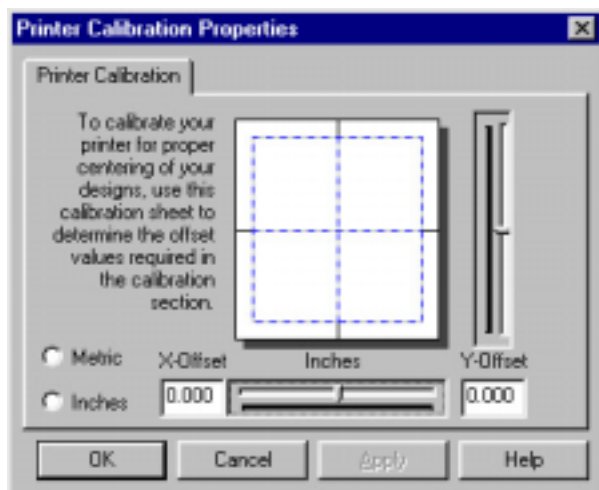 Printer Calibration Properties
Printer Calibration
To calibrate your
printer for proper
centering of your
designs, use this
calibration sheet to
determine the offset
values required in
the calibration
section.
Metric
X-Offset
Inches
Y-Offset
Inches
0.000
0.000
OK
Cancel
Apply
Help